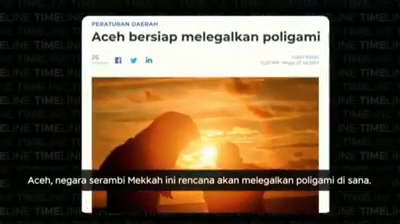 PERATURAN DAERAH
Aceh bersiap melegalkan poligami
Aceh, negara serambi Mekkah ini rencana akan melegalkan poligami di sana.